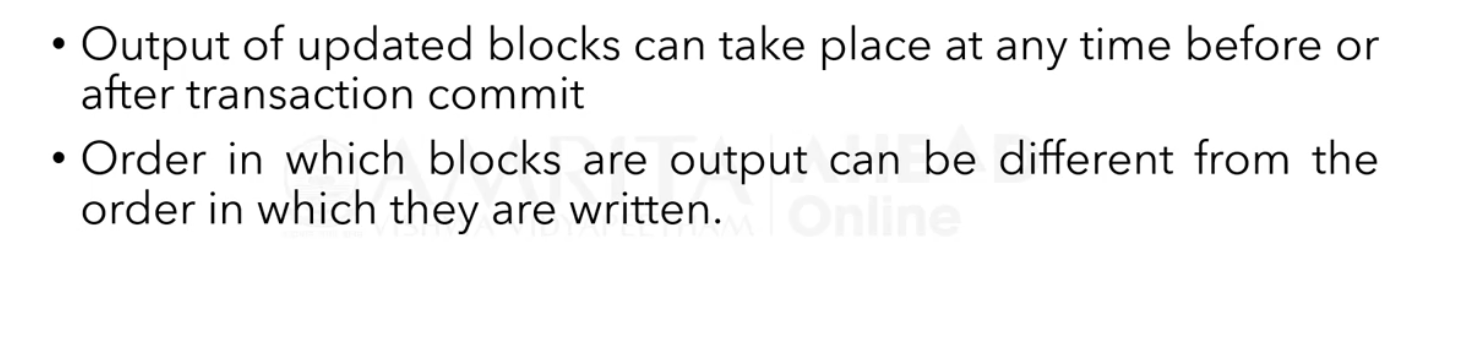 • Output of updated blocks can take place at any time before or
after transaction commit
• Order in which blocks are output can be different from the
order in which they are written.
AMRITA AHEAD
VISHWA VIDYAPEETHAM Online